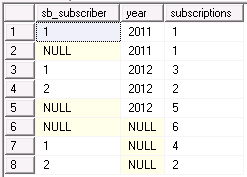 sb_subscriber year subscriptions
1 1 2011 1
2 NULL 2011 1
3 1 2012 3
4 2 2012 2
5 NULL 2012 5
6 NULL NULL 6
7 1 NULL 4
8 2 NULL 2